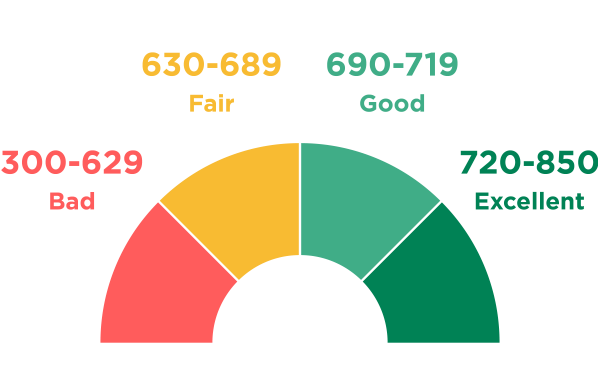 630-689
Fair
690-719
Good
300-629
Bad
720-850
Excellent